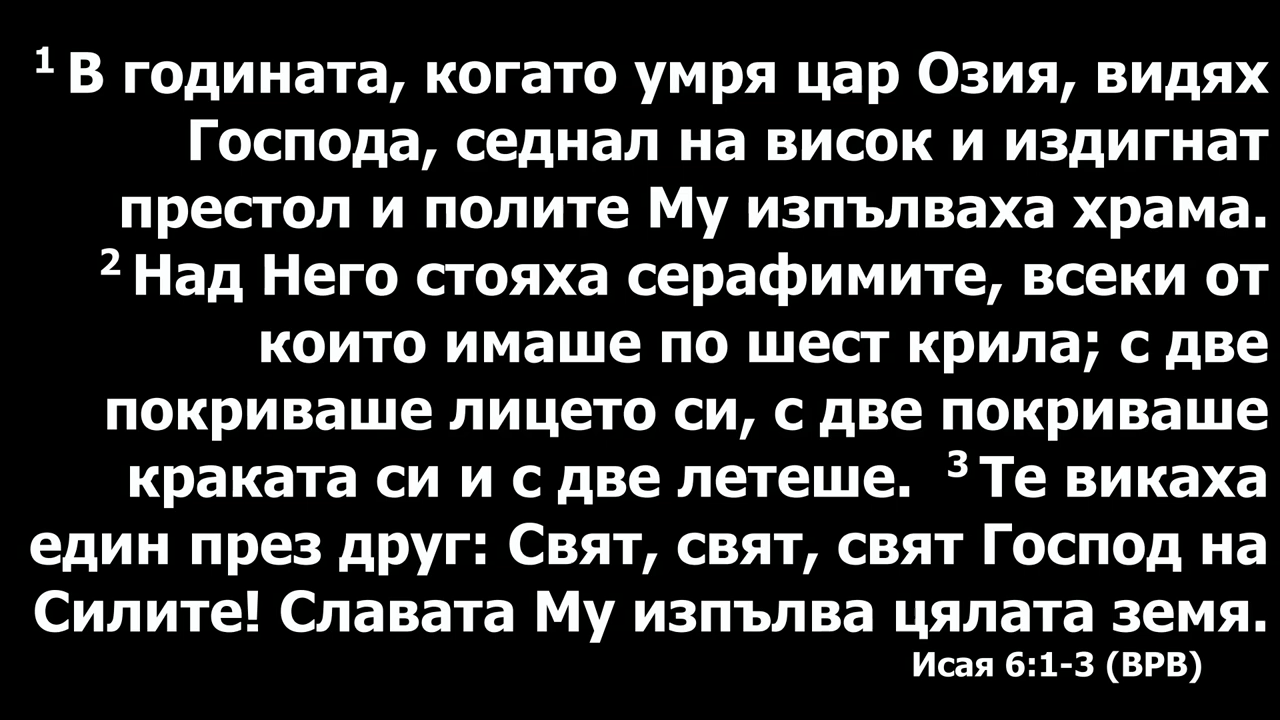 1 В годината, когато умря цар Озия, видях
Господа, седнал на висок и издигнат
престол и полите Му изпълваха храма.
2 Над Него стояха серафимите, всеки от
които имаше по шест крила; с две
покриваше лицето си, с две покриваше
краката си и с две летеше. 3 Те викаха
един през друг: Свят, свят, свят Господ на
Силите! Славата Му изпълва цялата земя.
Исая 6:1-3 (ВРВ)